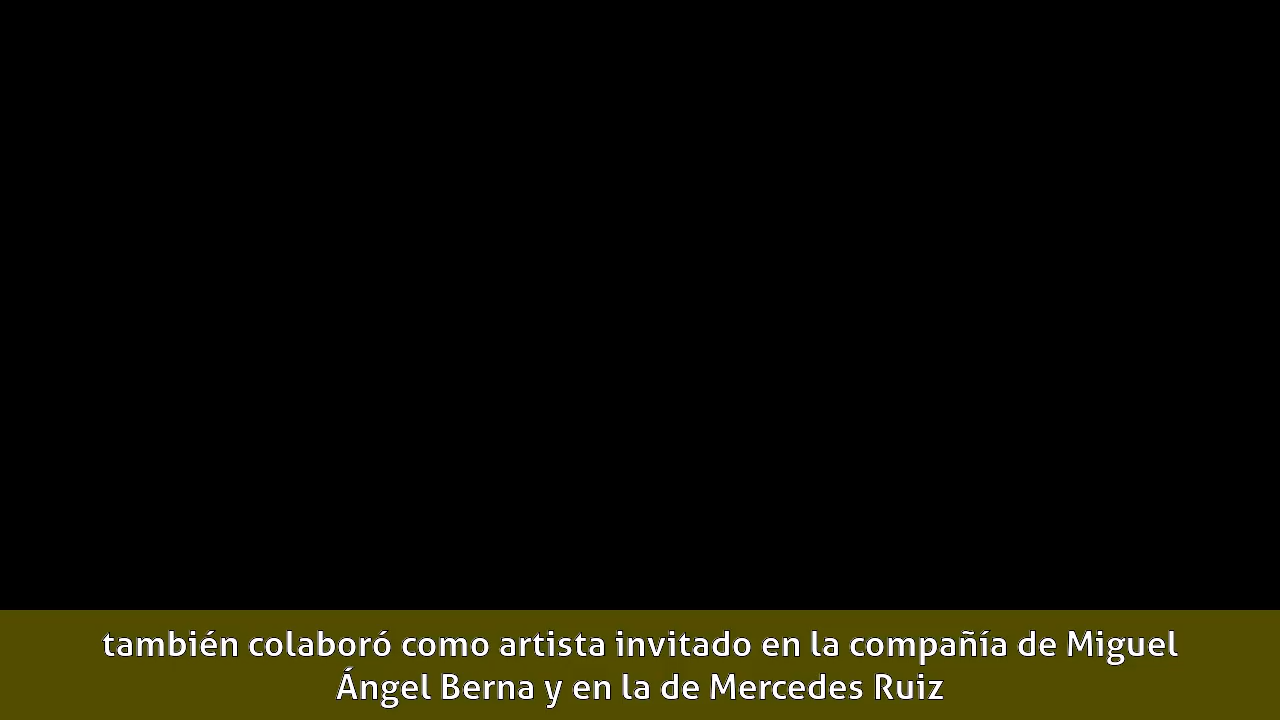 también colaboró como artista invitado en la compañía de Miguel
Ángel Berna y en la de Mercedes Ruiz